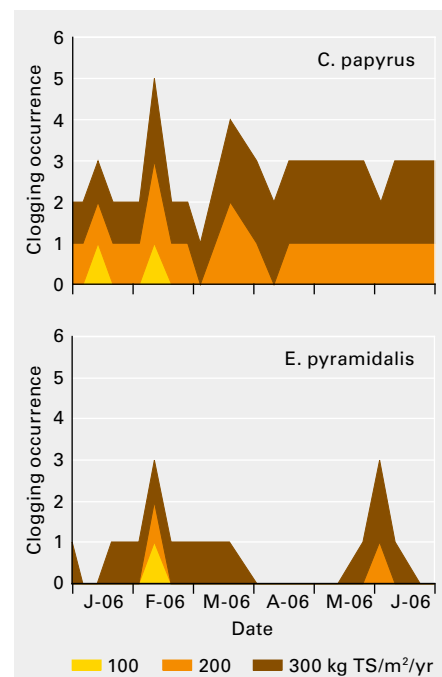 6
C. papyrus
5
4
3
2
1
0
Clogging occurrence
6
E. pyramidalis
5
4
3
2
1
0
Clogging occurrence
J-06 F-06 M-06 A-06 M-06 J-06
Date
100 200 300 kg TS/m²/yr